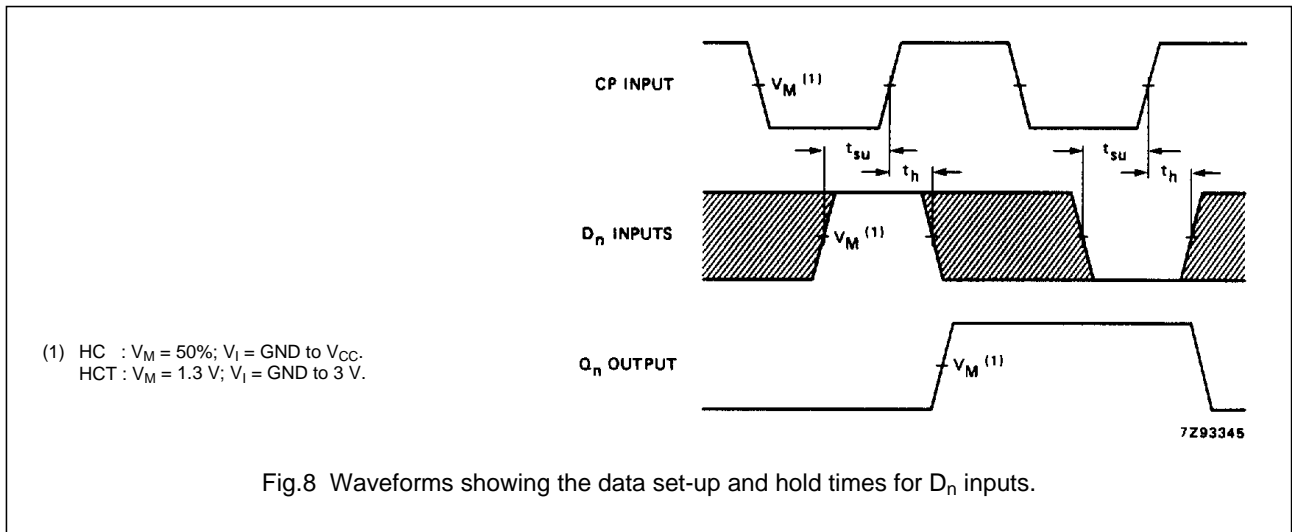 CP INPUT
V_M (1)
t_su
t_su
t_h
t_h
D_n INPUTS
V_M (1)
(1) HC : V_M = 50%; V_I = GND to V_CC.
HCT : V_M = 1.3 V; V_I = GND to 3 V.
Q_n OUTPUT
V_M (1)
7Z93345
Fig.8 Waveforms showing the data set-up and hold times for D_n inputs.